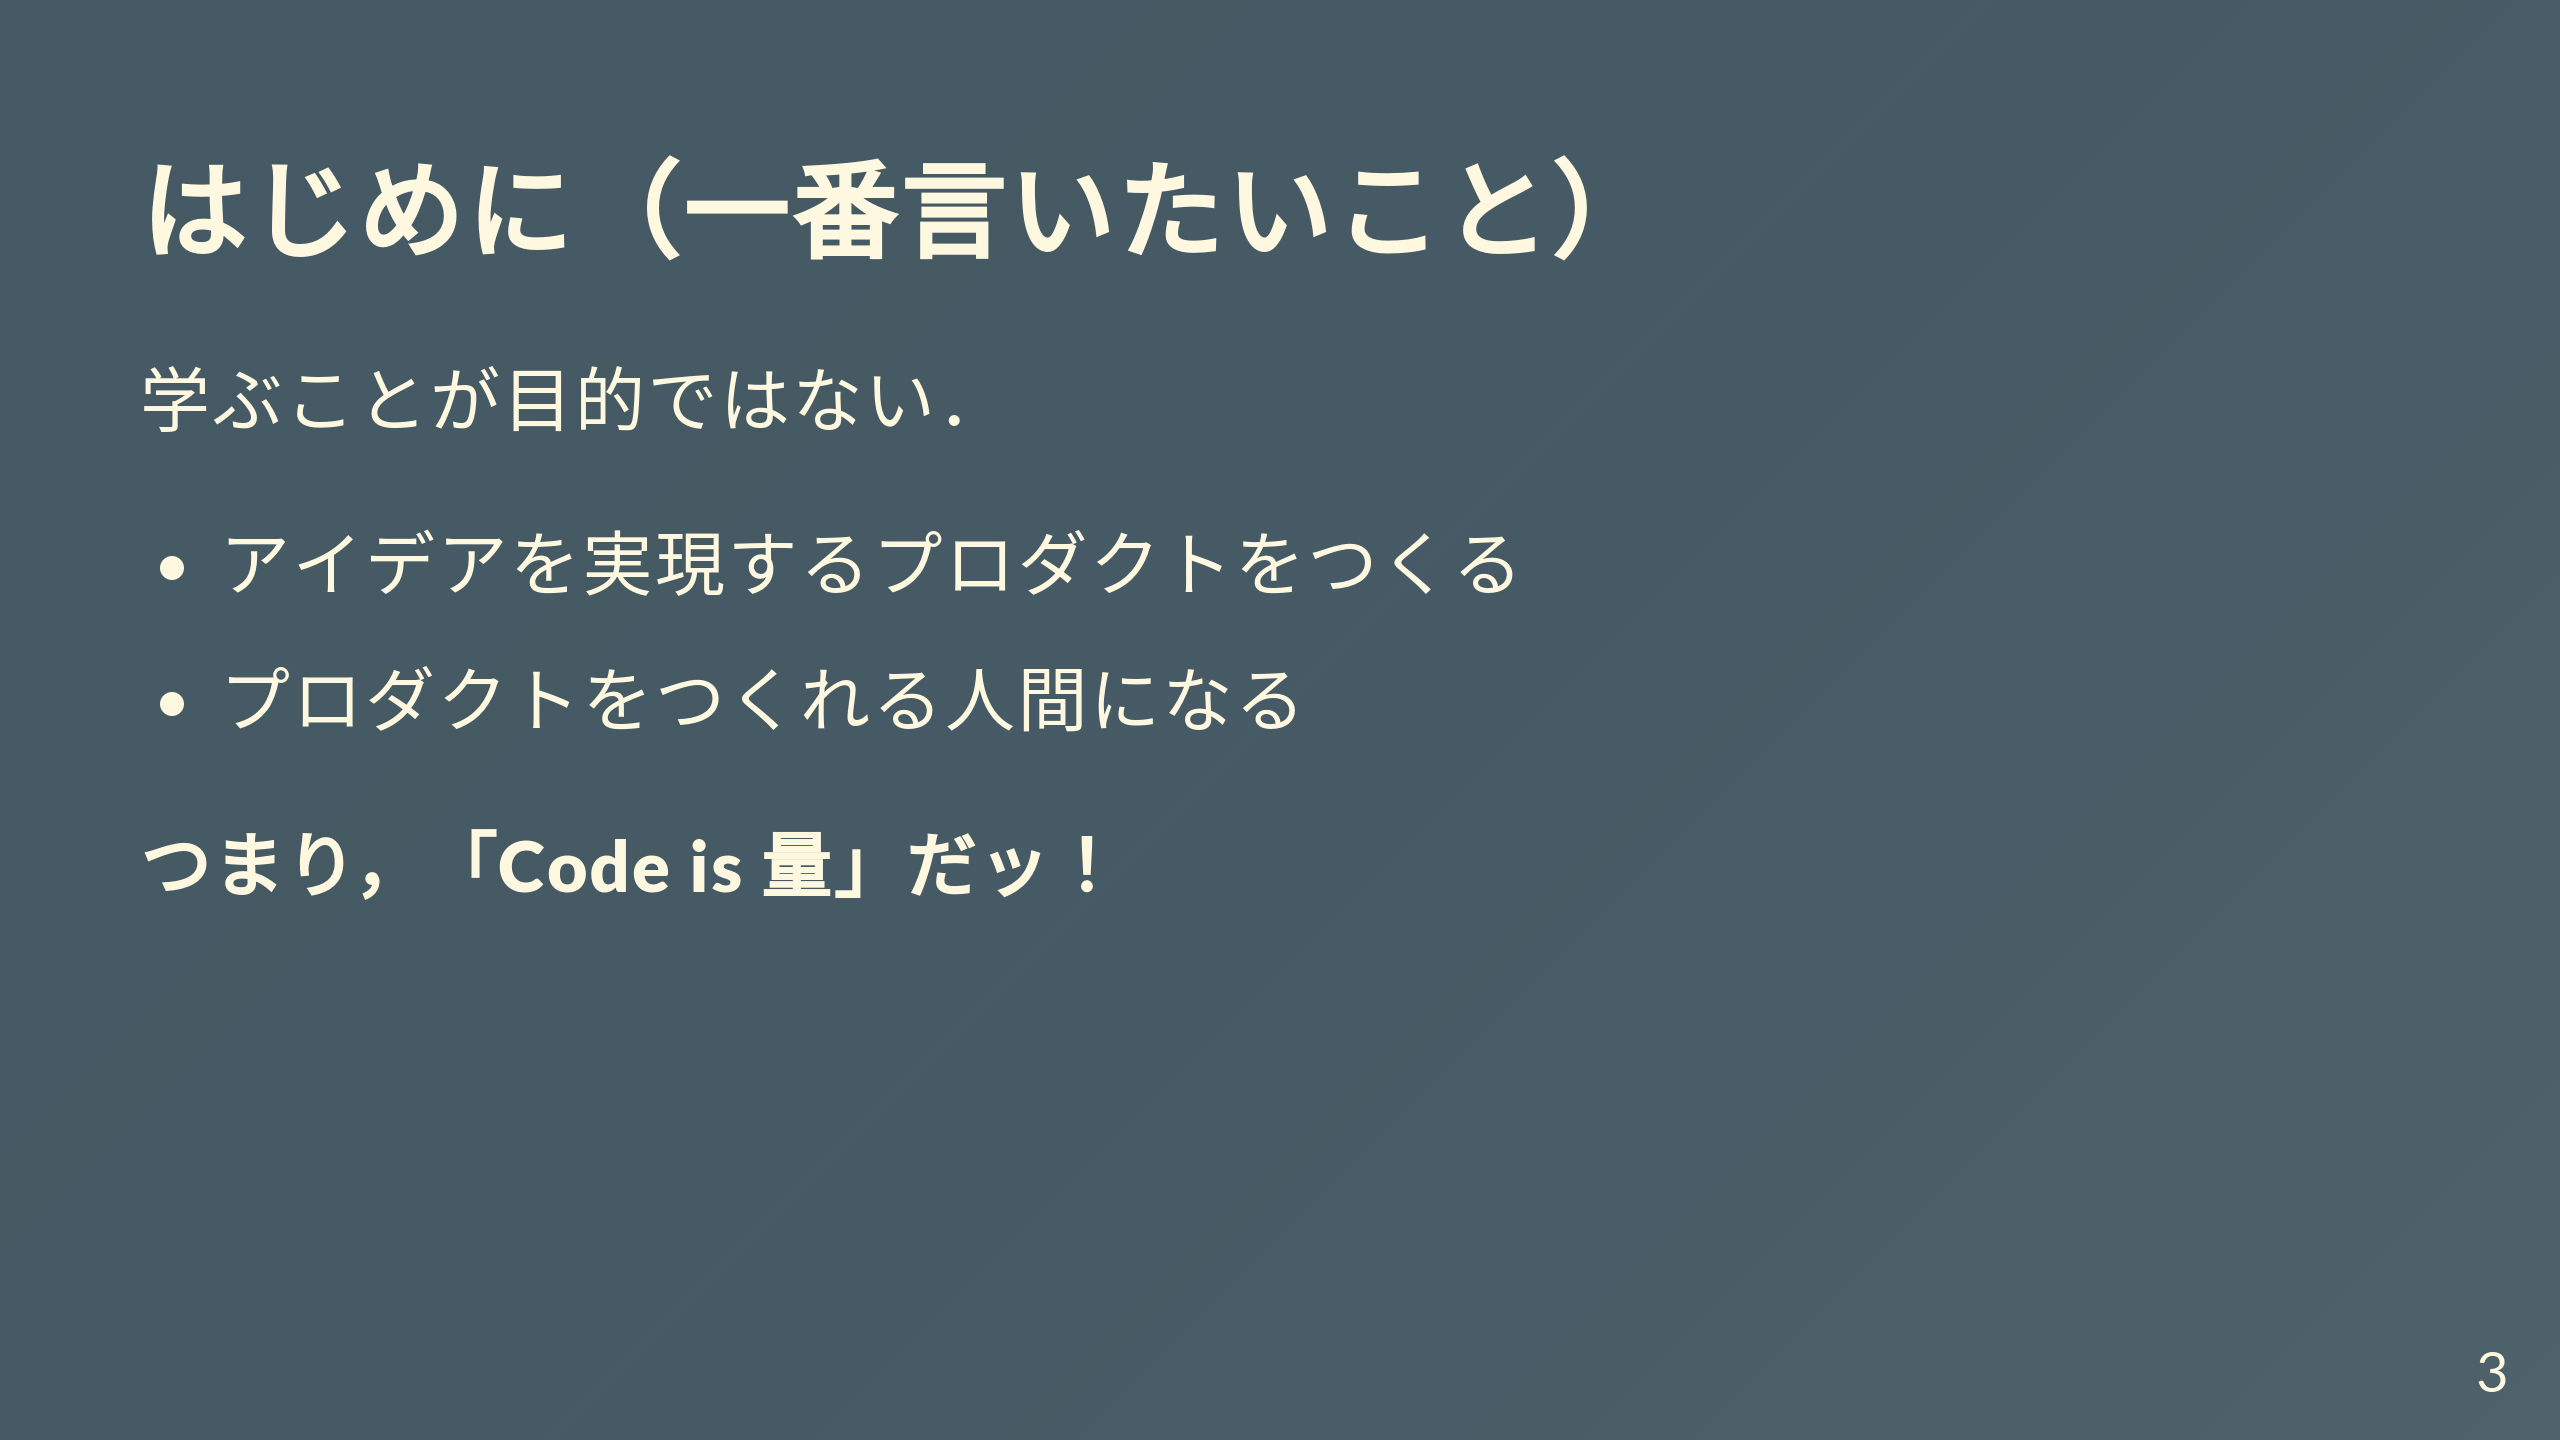 はじめに（一番言いたいこと）
学ぶことが目的ではない．
• アイデアを実現するプロダクトをつくる
• プロダクトをつくれる人間になる
つまり，「Code is 量」だッ！
3